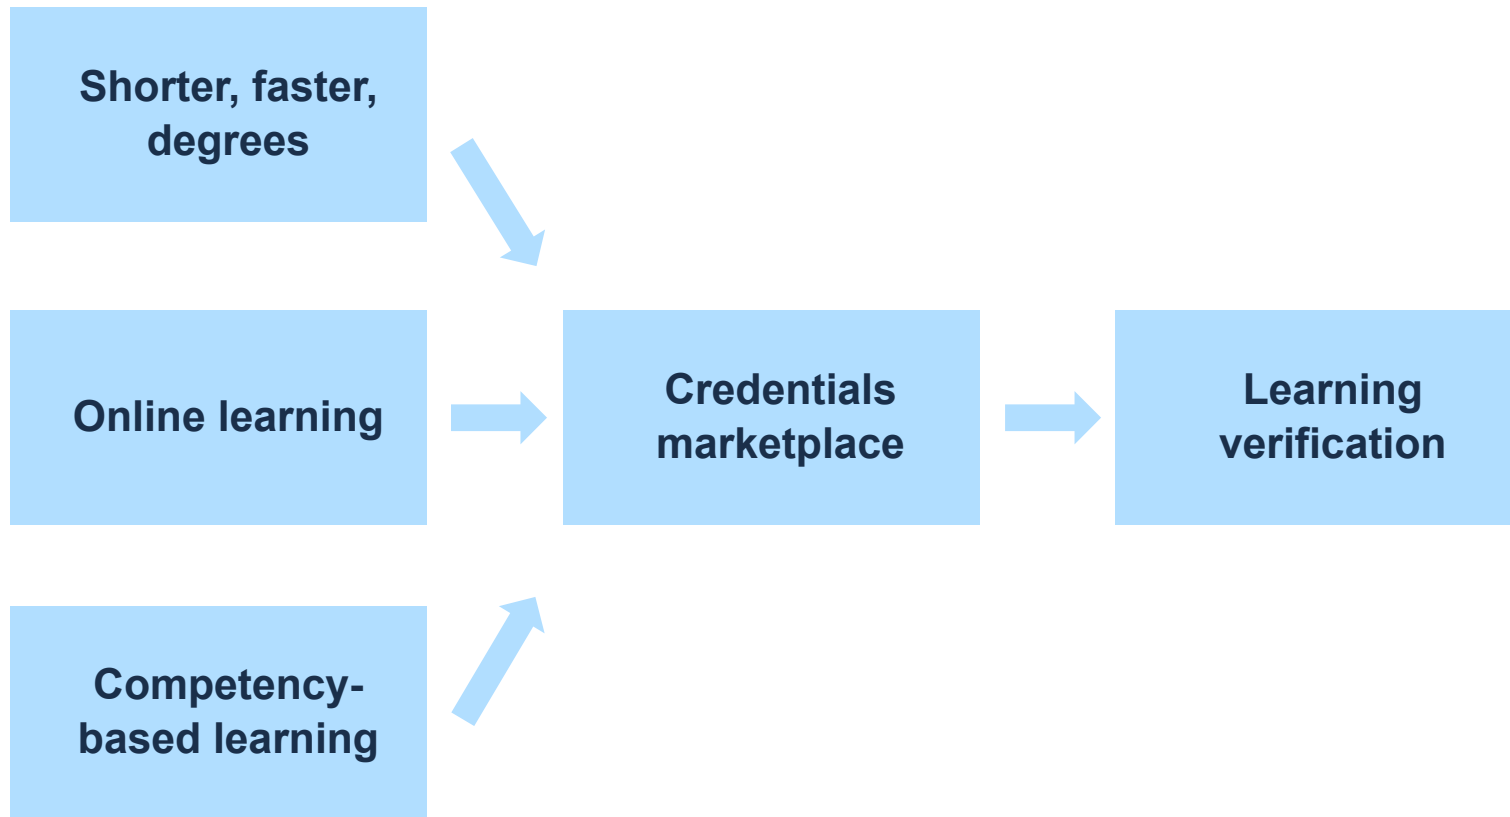 Shorter, faster,
degrees
Online learning
Competency-
based learning
Credentials
marketplace
Learning
verification